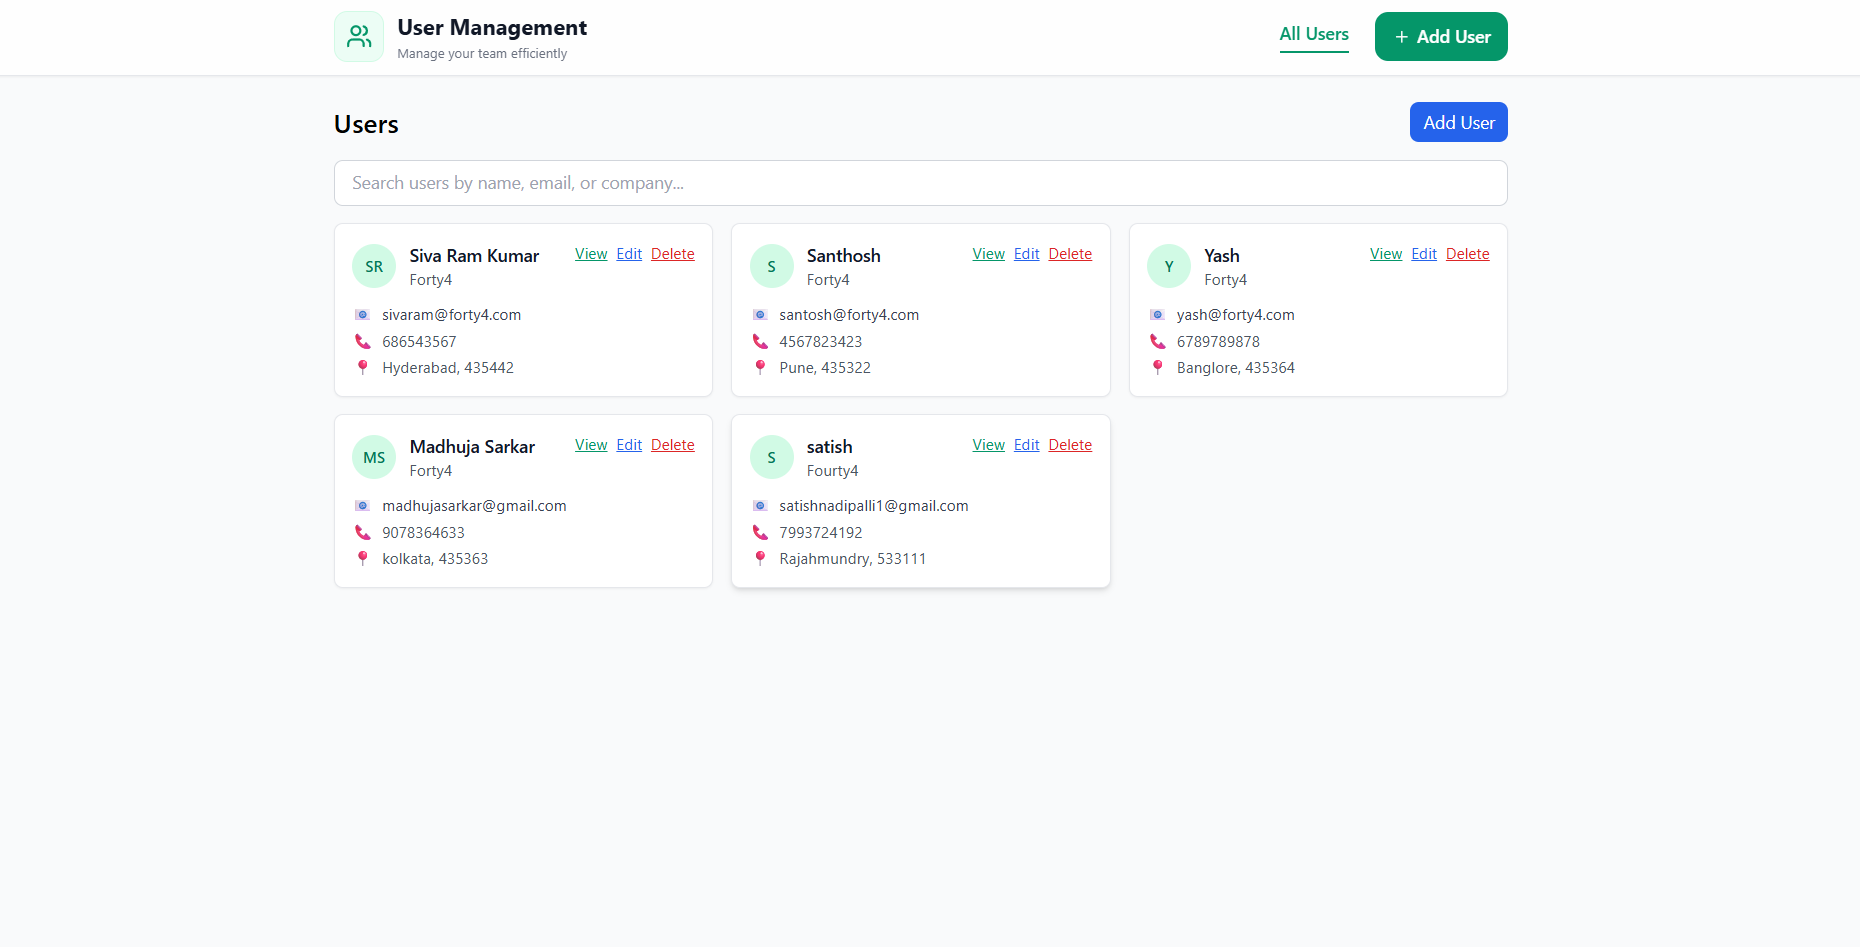 User Management
Manage your team efficiently
All Users
+ Add User
Users
Add User
Search users by name, email, or company...
SR
Siva Ram Kumar
View Edit Delete
Forty4
sivaram@forty4.com
686543567
Hyderabad, 435442
S
Santhosh
View Edit Delete
Forty4
santosh@forty4.com
4567823423
Pune, 435322
Y
Yash
View Edit Delete
Forty4
yash@forty4.com
6789789878
Banglore, 435364
MS
Madhuja Sarkar
View Edit Delete
Forty4
madhujasarkar@gmail.com
9078364633
kolkata, 435363
S
satish
View Edit Delete
Fourty4
satishnadipalli1@gmail.com
7993724192
Rajahmundry, 533111